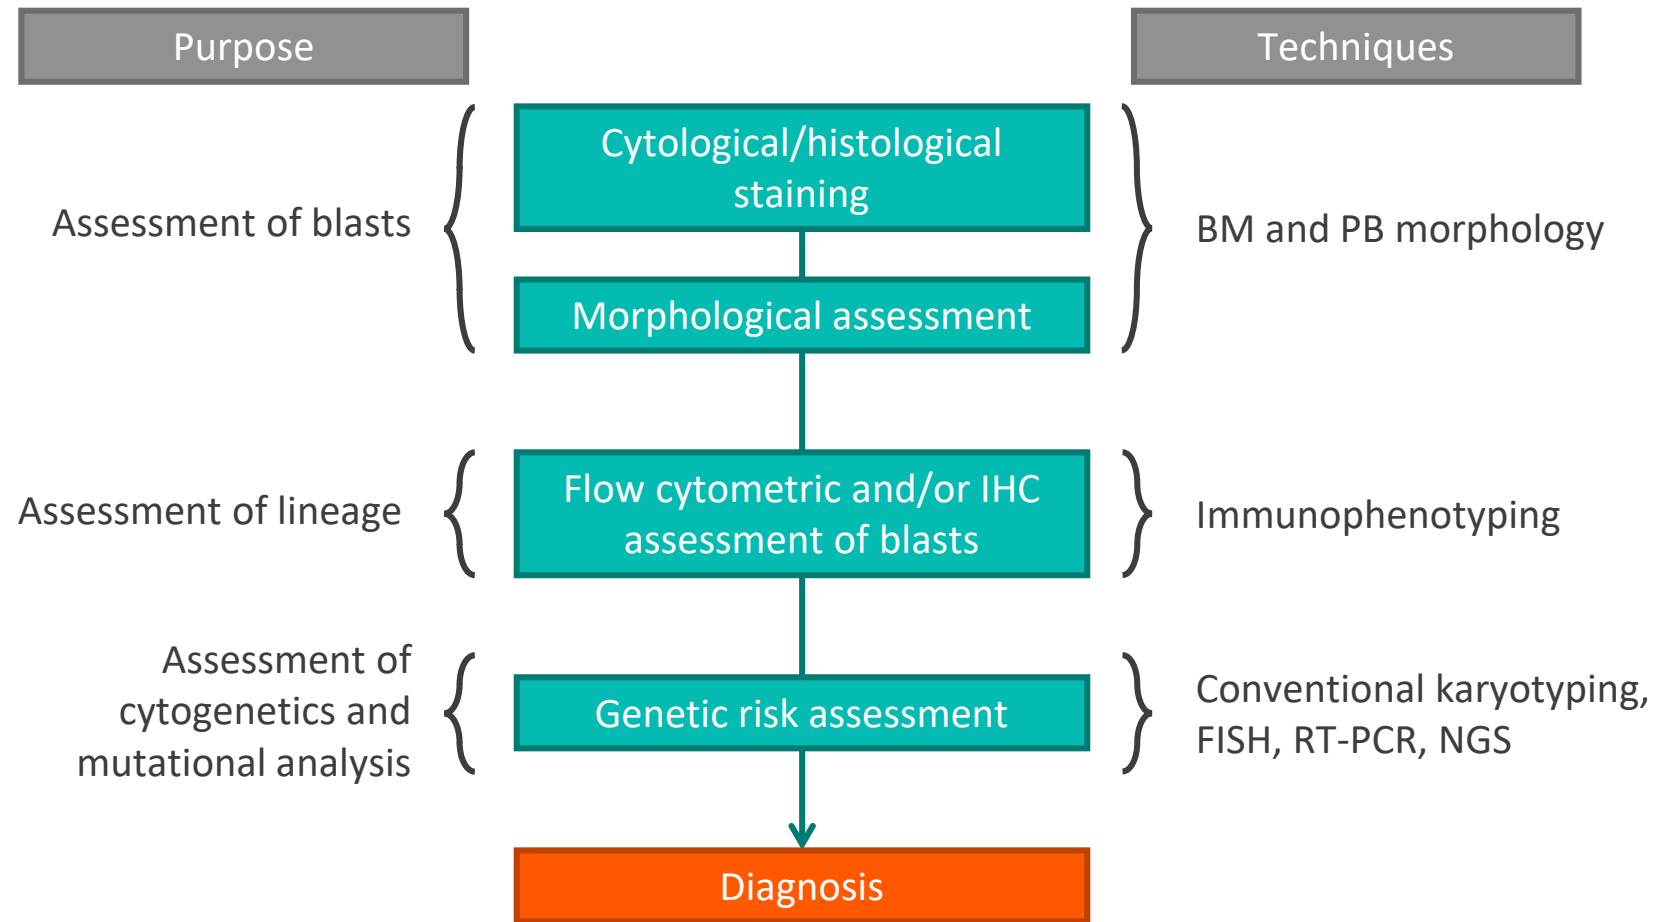 Purpose
Techniques
Cytological/histological
staining
Assessment of blasts
BM and PB morphology
Morphological assessment
Flow cytometric and/or IHC
assessment of blasts
Assessment of lineage
Immunophenotyping
Assessment of
cytogenetics and
mutational analysis
Genetic risk assessment
Conventional karyotyping,
FISH, RT-PCR, NGS
Diagnosis